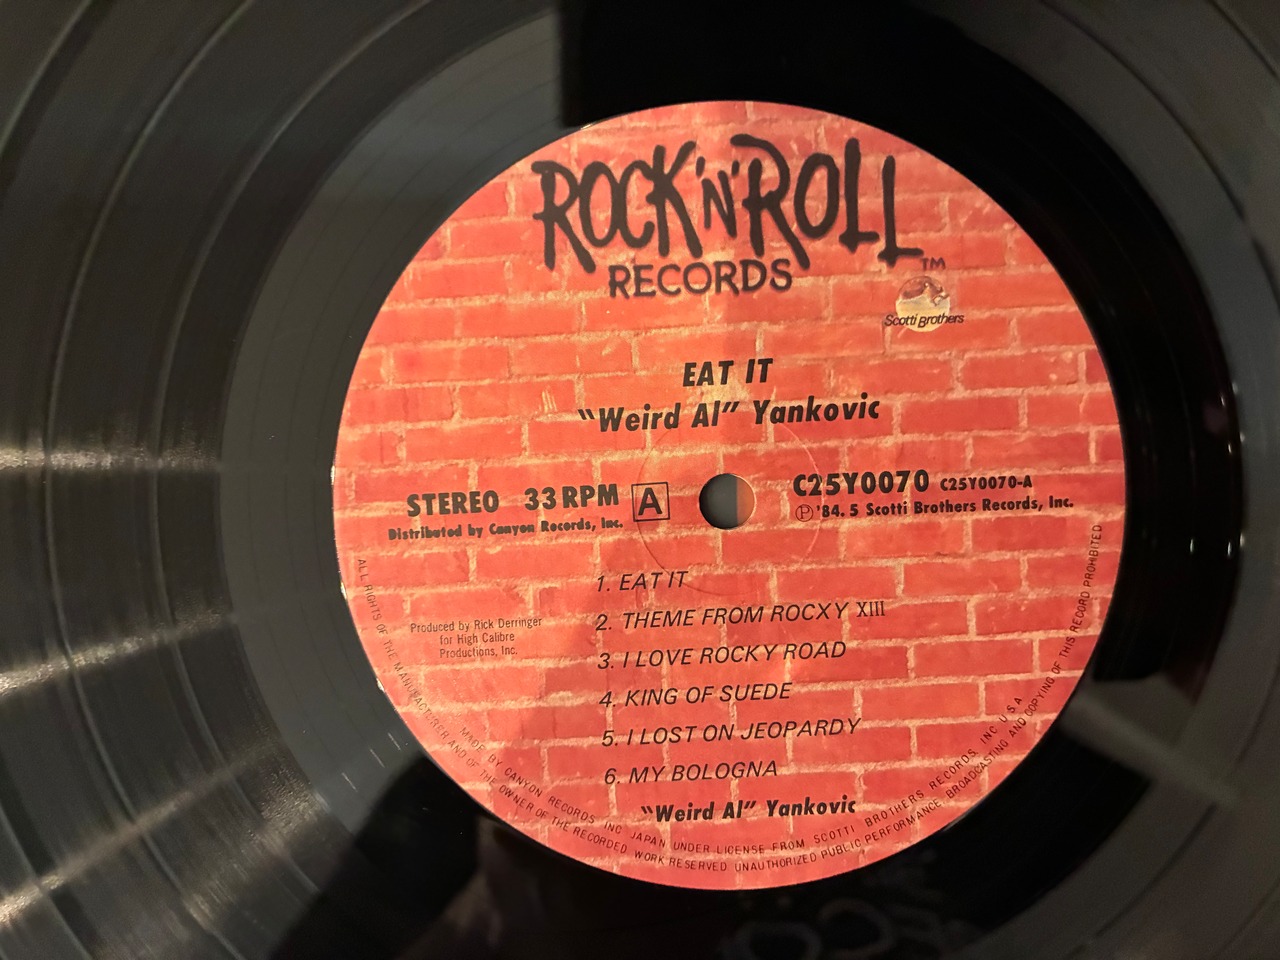 ROCK'N'ROLL
RECORDS TM
Scotti Brothers
EAT IT
"Weird Al" Yankovic
STEREO 33 RPM A
Distributed by Canyon Records, Inc.
C25Y0070 C25Y0070-A
Ⓟ'84.5 Scotti Brothers Records, Inc.
Produced by Rick Derringer
for High Calibre
Productions, Inc.
1. EAT IT
2. THEME FROM ROCXY XIII
3. I LOVE ROCKY ROAD
4. KING OF SUEDE
5. I LOST ON JEOPARDY
6. MY BOLOGNA
"Weird Al" Yankovic
MADE BY CANYON RECORDS INC JAPAN UNDER LICENSE FROM SCOTTI BROTHERS RECORDS, INC USA
ALL RIGHTS OF THE MANUFACTURER AND OF THE OWNER OF THE RECORDED WORK RESERVED UNAUTHORIZED PUBLIC PERFORMANCE BROADCASTING AND COPYING OF THIS RECORD PROHIBITED